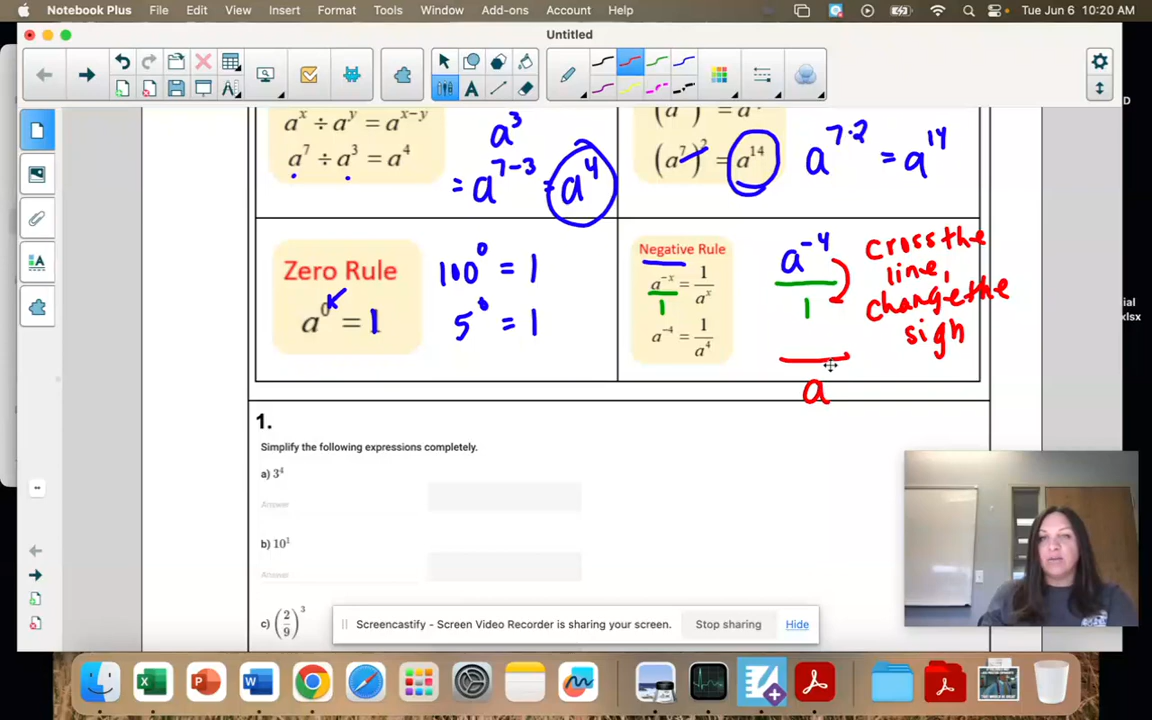 Notebook Plus File Edit View Insert Format Tools Window Add-ons Account Help Tue Jun 6 10:20 AM
Untitled
a^x ÷ a^y = a^(x-y)
a^7 ÷ a^3 = a^4
a^3
= a^(7-3) = a^4
(a^7)^2 = a^14
a^(7·2) = a^14
Zero Rule
a^0 = 1
100^0 = 1
5^0 = 1
Negative Rule
a^-x = 1/a^x
1
a^-4 = 1/a^4
a^-4
1
a
cross the
line,
change the
sign
1.
Simplify the following expressions completely.
a) 3^4
Answer
b) 10^1
Answer
c) (2/9)^3
Screencastify - Screen Video Recorder is sharing your screen. Stop sharing Hide
ial
xlsx
D